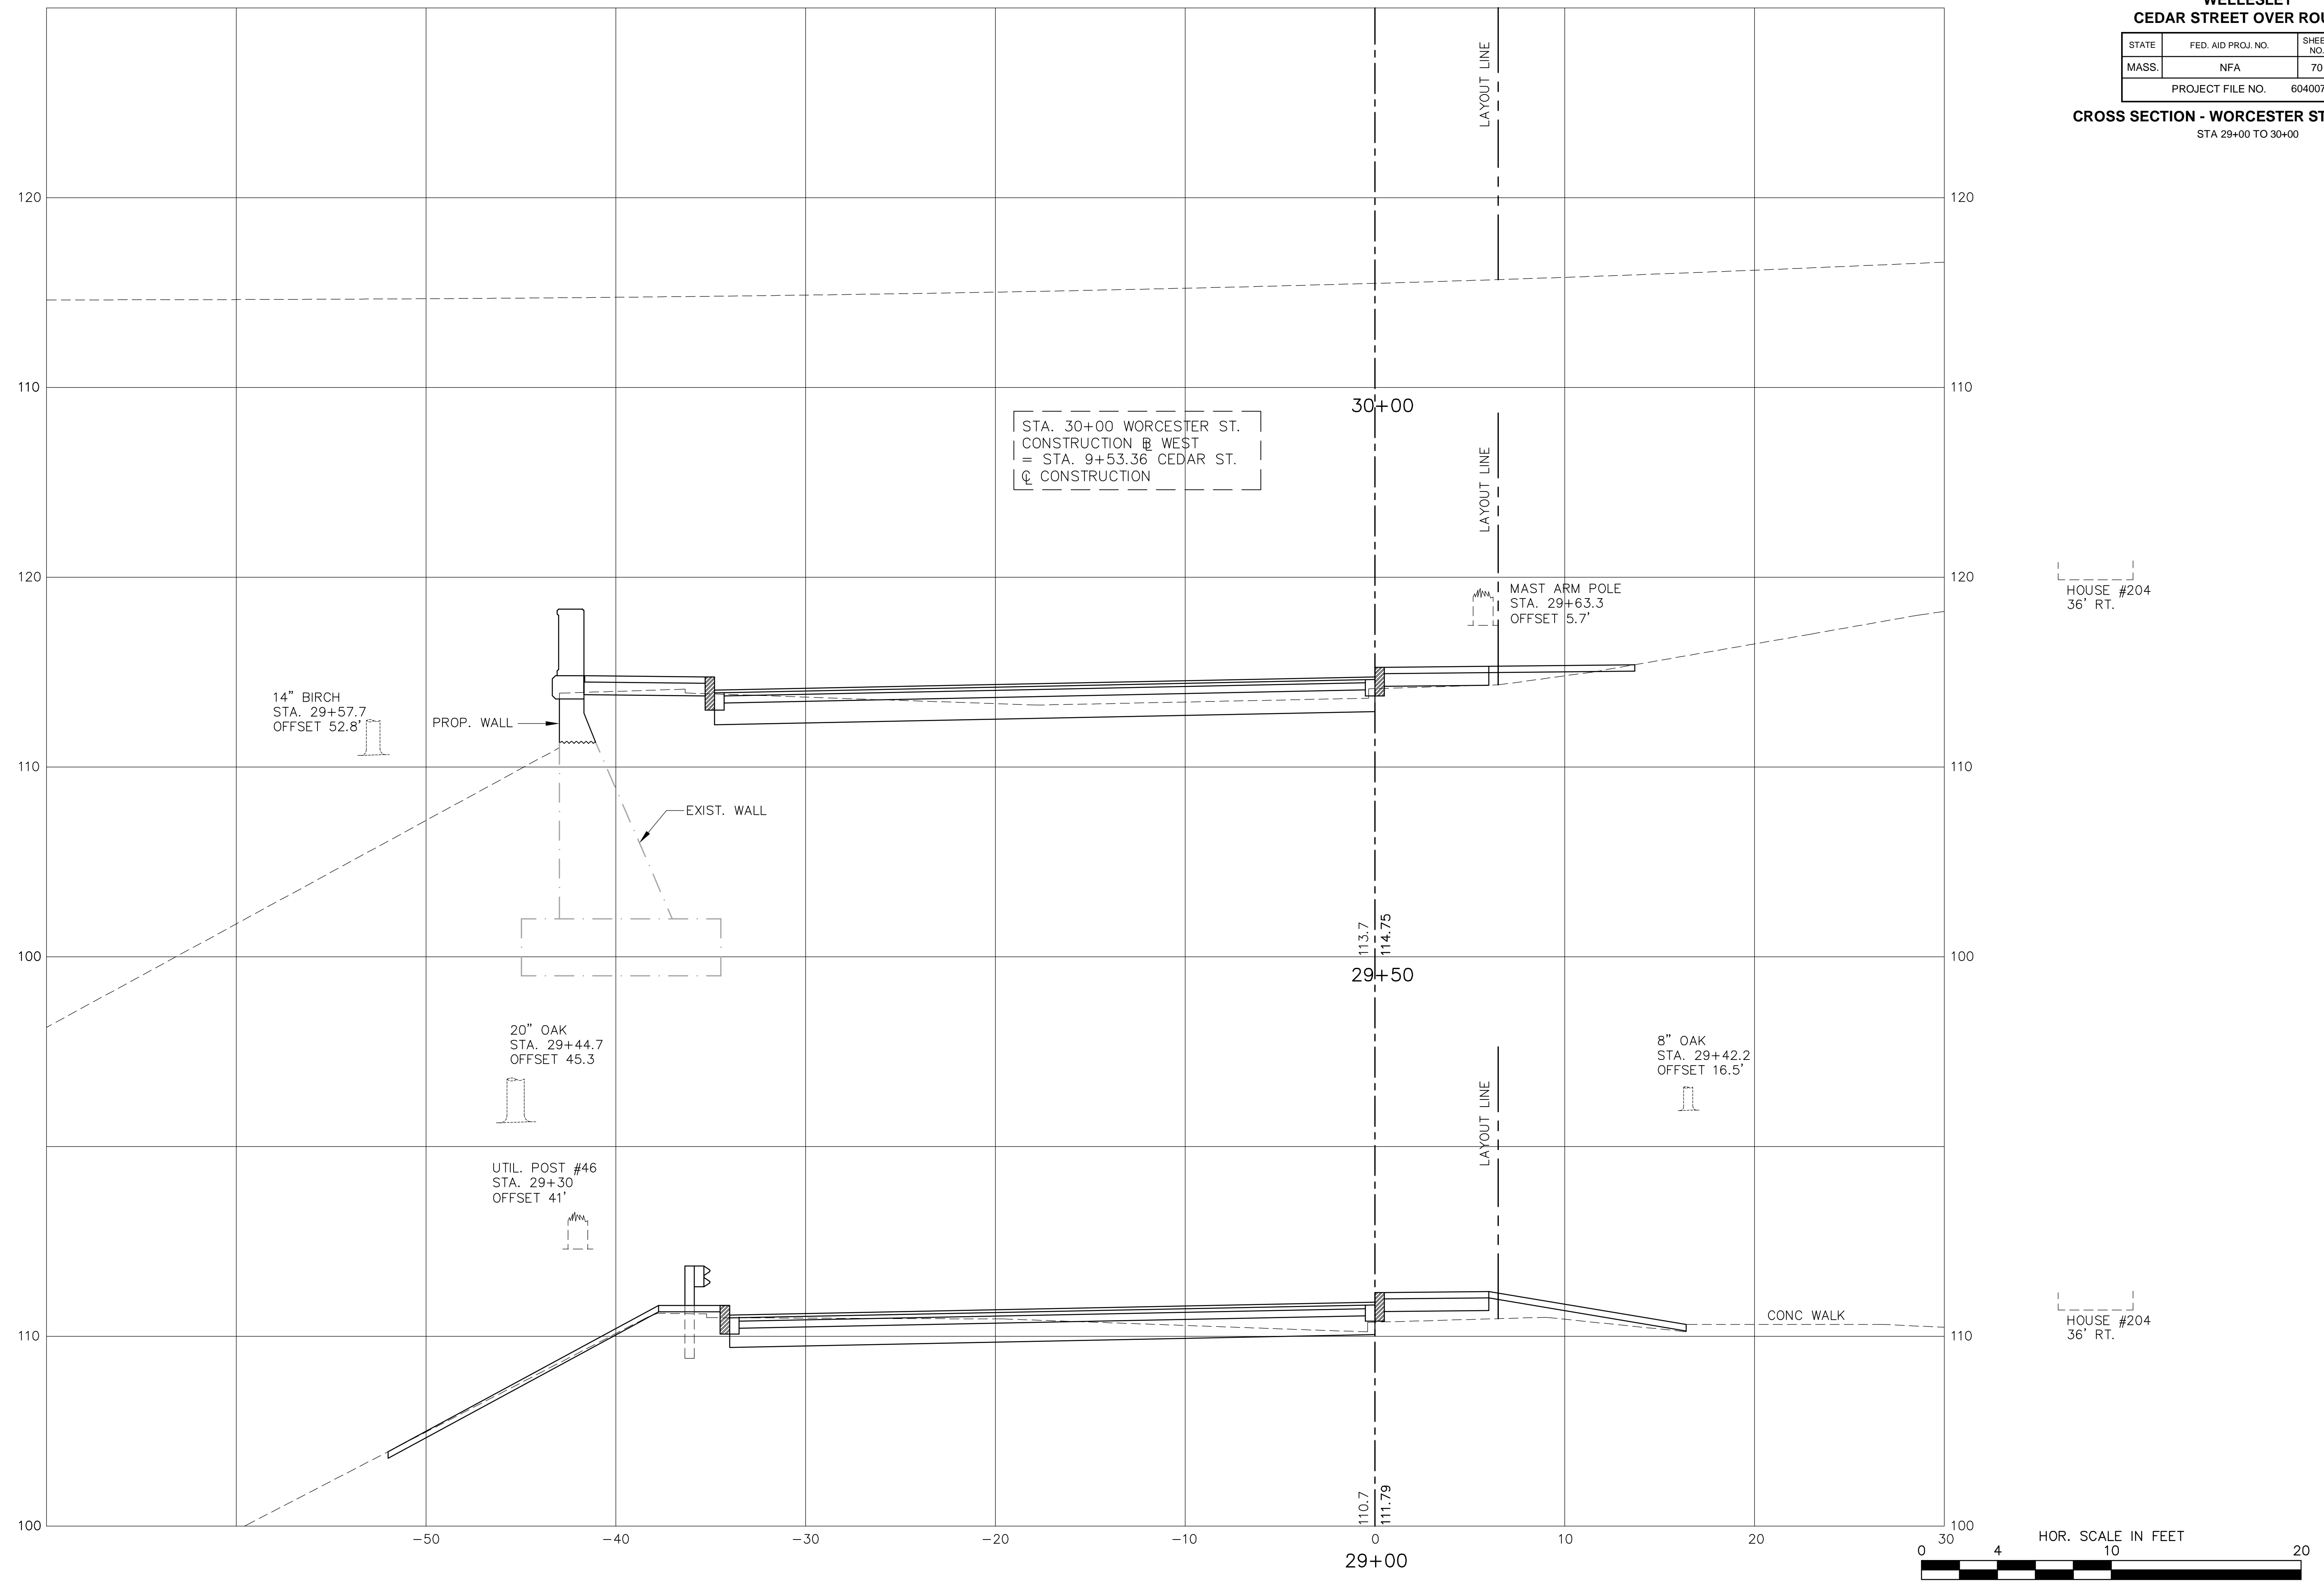 WELLESLEY
CEDAR STREET OVER ROU
STATE FED. AID PROJ. NO. SHEE NO.
MASS. NFA 70
PROJECT FILE NO. 604007
CROSS SECTION - WORCESTER ST
STA 29+00 TO 30+00
LAYOUT LINE
120 120
110 110
30+00
STA. 30+00 WORCESTER ST.
CONSTRUCTION ℄ WEST
= STA. 9+53.36 CEDAR ST.
℄ CONSTRUCTION
LAYOUT LINE
120 120
MAST ARM POLE
STA. 29+63.3
OFFSET 5.7'
HOUSE #204
36' RT.
14" BIRCH
STA. 29+57.7
OFFSET 52.8'
PROP. WALL
110 110
EXIST. WALL
113.7
114.75
100 100
29+50
20" OAK
STA. 29+44.7
OFFSET 45.3
8" OAK
STA. 29+42.2
OFFSET 16.5'
LAYOUT LINE
UTIL. POST #46
STA. 29+30
OFFSET 41'
CONC WALK
HOUSE #204
36' RT.
110 110
110.7
111.79
100 100
-50 -40 -30 -20 -10 0 10 20 30
29+00
HOR. SCALE IN FEET
0 4 10 20